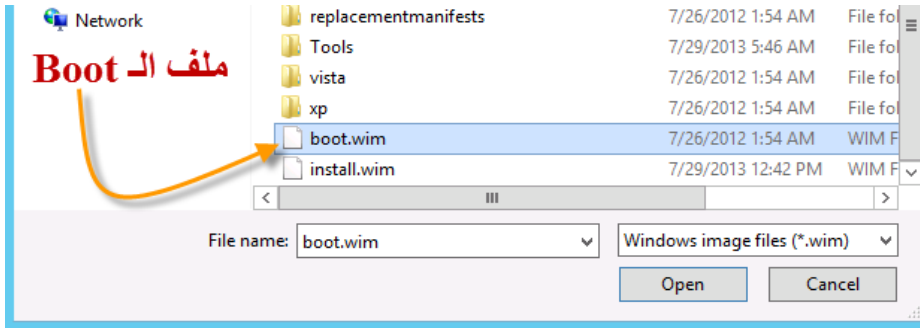 Network
replacementmanifests 7/26/2012 1:54 AM File fol
Tools 7/29/2013 5:46 AM File fol
ملف الـ Boot
vista 7/26/2012 1:54 AM File fol
xp 7/26/2012 1:54 AM File fol
boot.wim 7/26/2012 1:54 AM WIM F
install.wim 7/29/2013 12:42 PM WIM F
File name: boot.wim Windows image files (*.wim)
Open Cancel